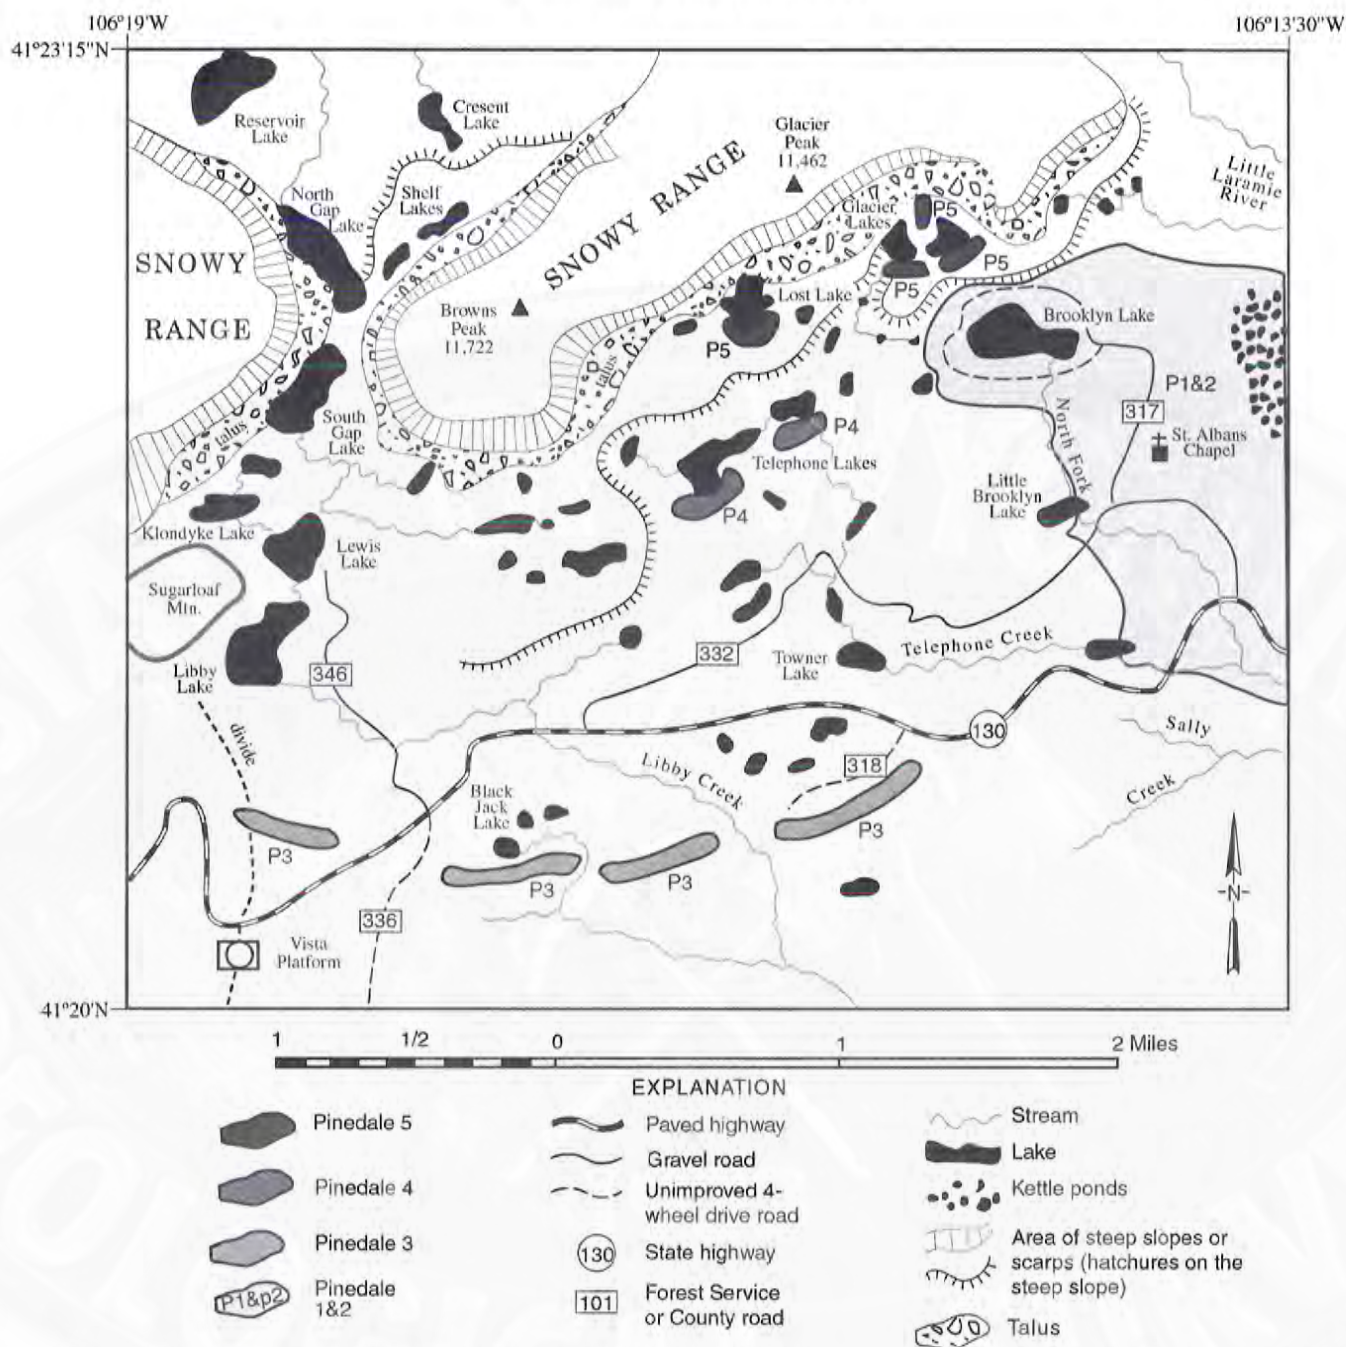 106°19'W
106°13'30"W
41°23'15"N
Reservoir
Lake
Cresent
Lake
Glacier
Peak
11,462
Little
Laramie
River
North
Gap
Lake
Shelf
Lakes
SNOWY RANGE
Glacier
Lakes
P5
P5
P5
SNOWY
RANGE
Browns
Peak
11,722
Lost Lake
P5
Brooklyn Lake
talus
P1&2
317
talus
South
Gap
Lake
P4
North Fork
St. Albans
Chapel
Telephone Lakes
Little
Brooklyn
Lake
P4
Klondyke Lake
Lewis
Lake
Sugarloaf
Mtn.
Telephone Creek
332
Towner
Lake
Libby
Lake
346
divide
130
Sally
Creek
Libby Creek
318
Black
Jack
Lake
P3
P3
P3
P3
336
-N-
Vista
Platform
41°20'N
1 1/2 0 1 2 Miles
EXPLANATION
Pinedale 5
Pinedale 4
Pinedale 3
P1&p2
Pinedale
1&2
Paved highway
Gravel road
Unimproved 4-
wheel drive road
130
State highway
101
Forest Service
or County road
Stream
Lake
Kettle ponds
Area of steep slopes or
scarps (hatchures on the
steep slope)
Talus